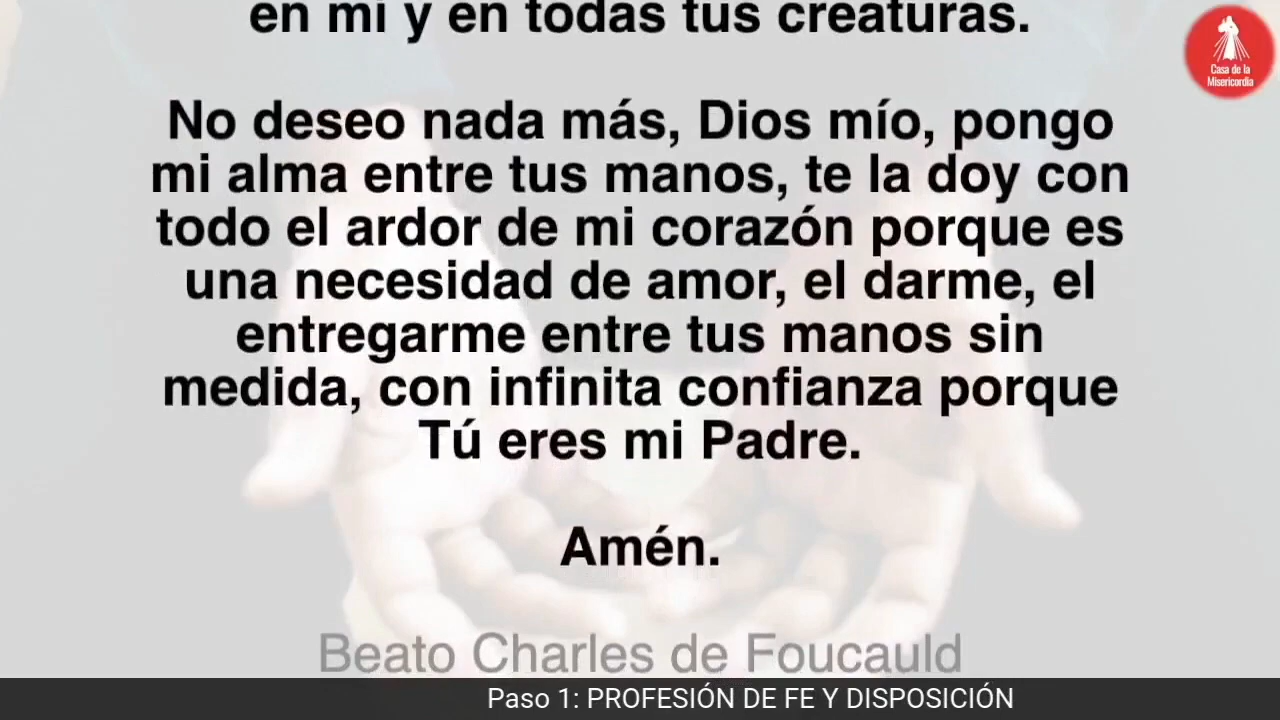 en mí y en todas tus creaturas.
No deseo nada más, Dios mío, pongo
mi alma entre tus manos, te la doy con
todo el ardor de mi corazón porque es
una necesidad de amor, el darme, el
entregarme entre tus manos sin
medida, con infinita confianza porque
Tú eres mi Padre.
Amén.
Beato Charles de Foucauld
Paso 1: PROFESIÓN DE FE Y DISPOSICIÓN
Casa de la
Misericordia